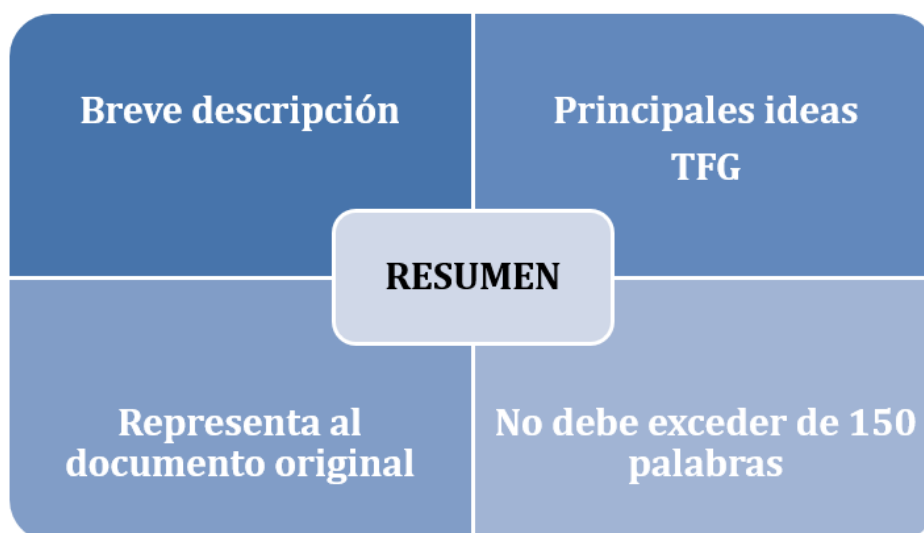 Breve descripción
Principales ideas
TFG
RESUMEN
Representa al
documento original
No debe exceder de 150
palabras